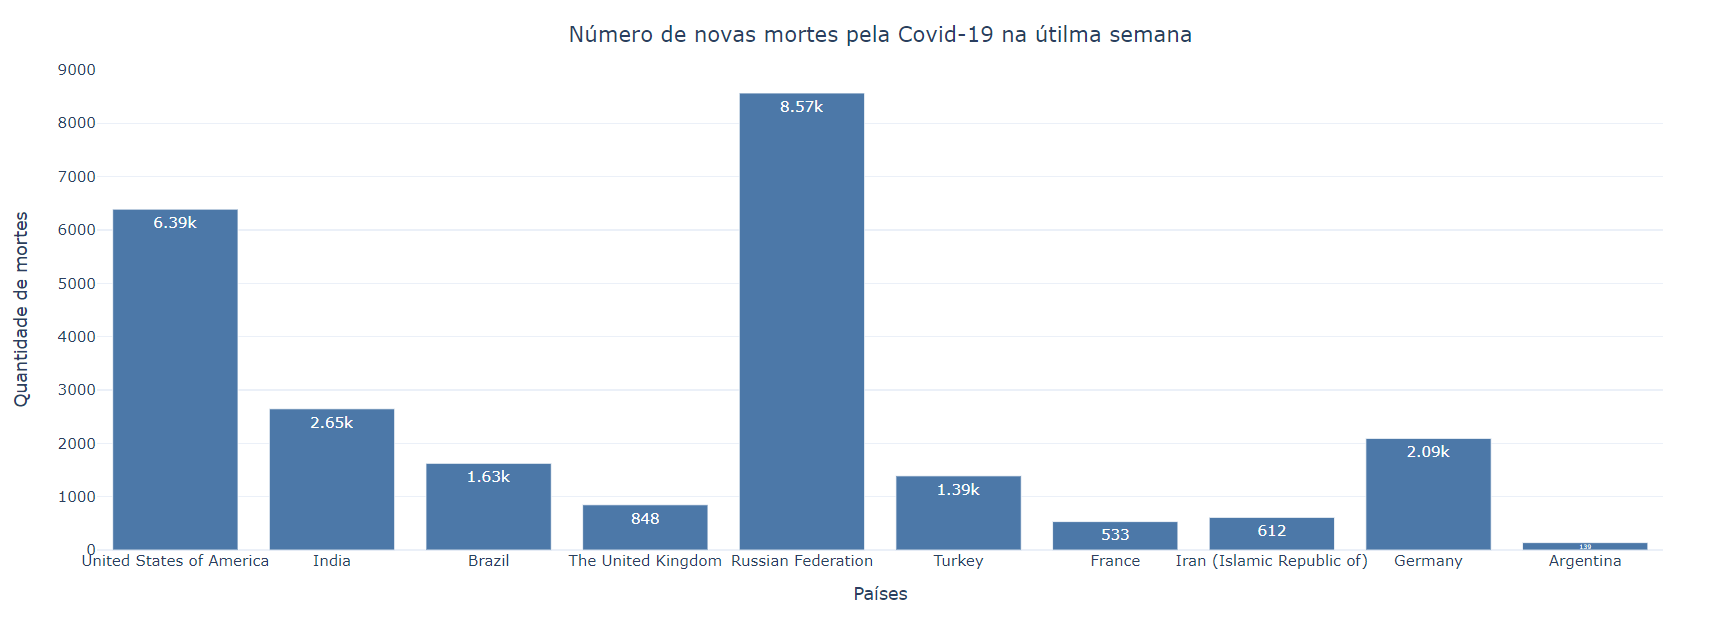 Número de novas mortes pela Covid-19 na útilma semana
Quantidade de mortes
9000
8000
7000
6000
5000
4000
3000
2000
1000
0
6.39k
2.65k
1.63k
848
8.57k
1.39k
533
612
2.09k
139
United States of America
India
Brazil
The United Kingdom
Russian Federation
Turkey
France
Iran (Islamic Republic of)
Germany
Argentina
Países